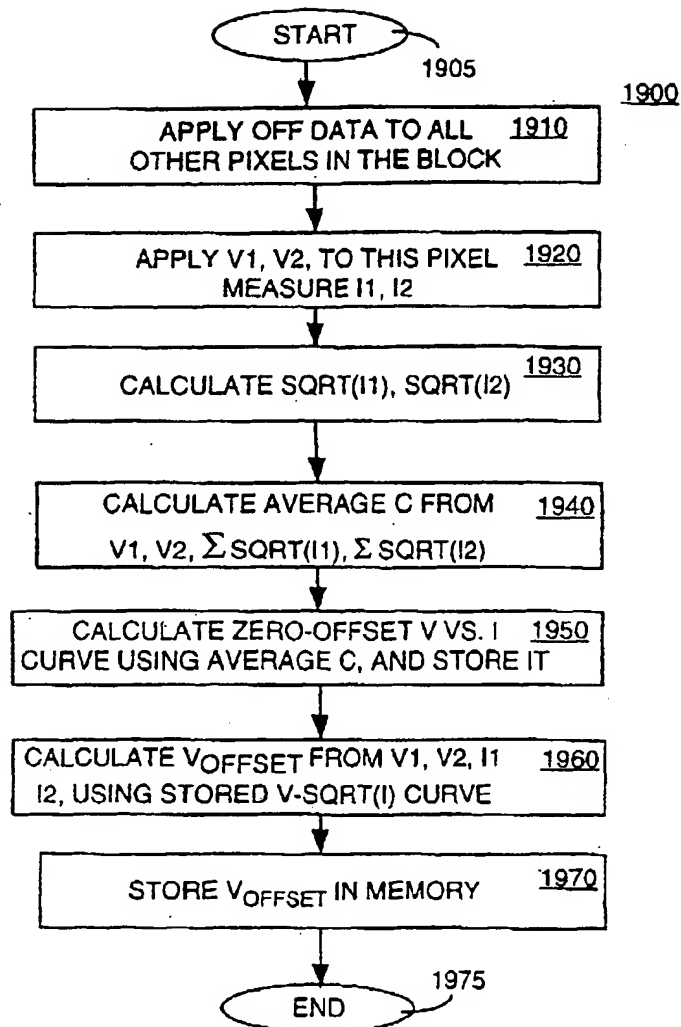 START
1905
1900
APPLY OFF DATA TO ALL 1910
OTHER PIXELS IN THE BLOCK
APPLY V1, V2, TO THIS PIXEL 1920
MEASURE I1, I2
CALCULATE SQRT(I1), SQRT(I2) 1930
CALCULATE AVERAGE C FROM 1940
V1, V2, Σ SQRT(I1), Σ SQRT(I2)
CALCULATE ZERO-OFFSET V VS. I 1950
CURVE USING AVERAGE C, AND STORE IT
CALCULATE VOFFSET FROM V1, V2, I1 1960
I2, USING STORED V-SQRT(I) CURVE
STORE VOFFSET IN MEMORY 1970
1975
END